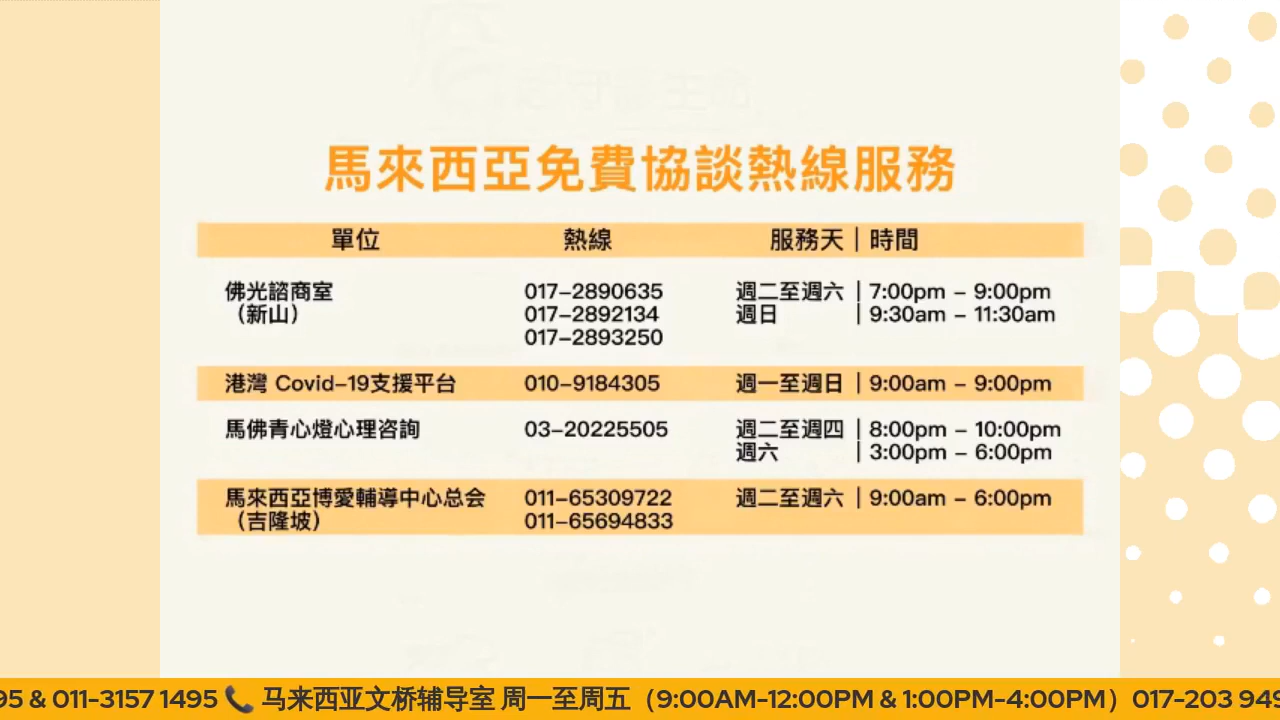 馬來西亞免費協談熱線服務
單位 熱線 服務天｜時間
佛光諮商室 017-2890635 週二至週六 | 7:00pm - 9:00pm
（新山） 017-2892134 週日 | 9:30am - 11:30am
017-2893250
港灣 Covid-19支援平台 010-9184305 週一至週日 | 9:00am - 9:00pm
馬佛青心燈心理咨詢 03-20225505 週二至週四 | 8:00pm - 10:00pm
週六 | 3:00pm - 6:00pm
馬來西亞博愛輔導中心总会 011-65309722 週二至週六 | 9:00am - 6:00pm
（吉隆坡） 011-65694833
95 & 011-3157 1495 📞 马来西亚文桥辅导室 周一至周五（9:00AM-12:00PM & 1:00PM-4:00PM）017-203 949